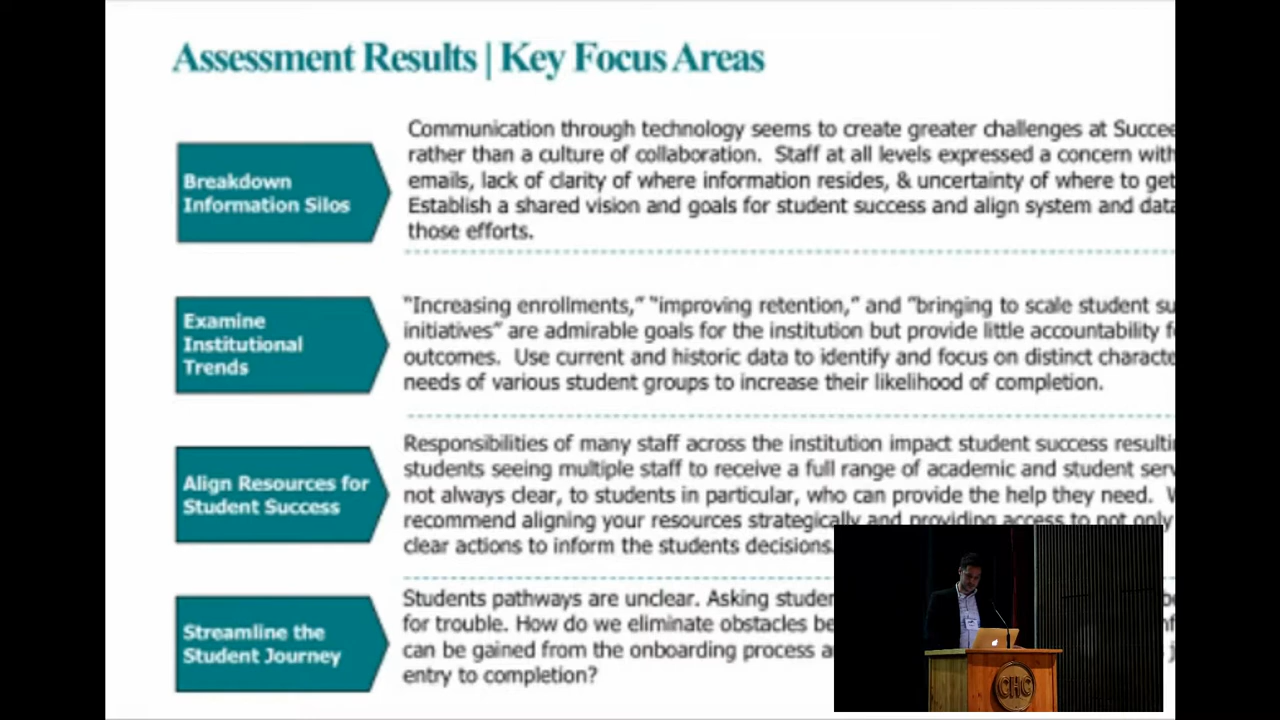 Assessment Results | Key Focus Areas
Breakdown
Information Silos
Communication through technology seems to create greater challenges at
rather than a culture of collaboration. Staff at all levels expressed a concern with
emails, lack of clarity of where information resides, & uncertainty of where to get
Establish a shared vision and goals for student success and align system and data
those efforts.
Examine
Institutional
Trends
“Increasing enrollments,” “improving retention,” and “bringing to scale student
initiatives” are admirable goals for the institution but provide little accountability
outcomes. Use current and historic data to identify and focus on distinct
needs of various student groups to increase their likelihood of completion.
Align Resources for
Student Success
Responsibilities of many staff across the institution impact student success
students seeing multiple staff to receive a full range of academic and student
not always clear, to students in particular, who can provide the help they need.
recommend aligning your resources strategically and providing access to not only
clear actions to inform the students decisions.
Streamline the
Student Journey
Students pathways are unclear. Asking
for trouble. How do we eliminate obstacles
can be gained from the onboarding process
entry to completion?
CHC